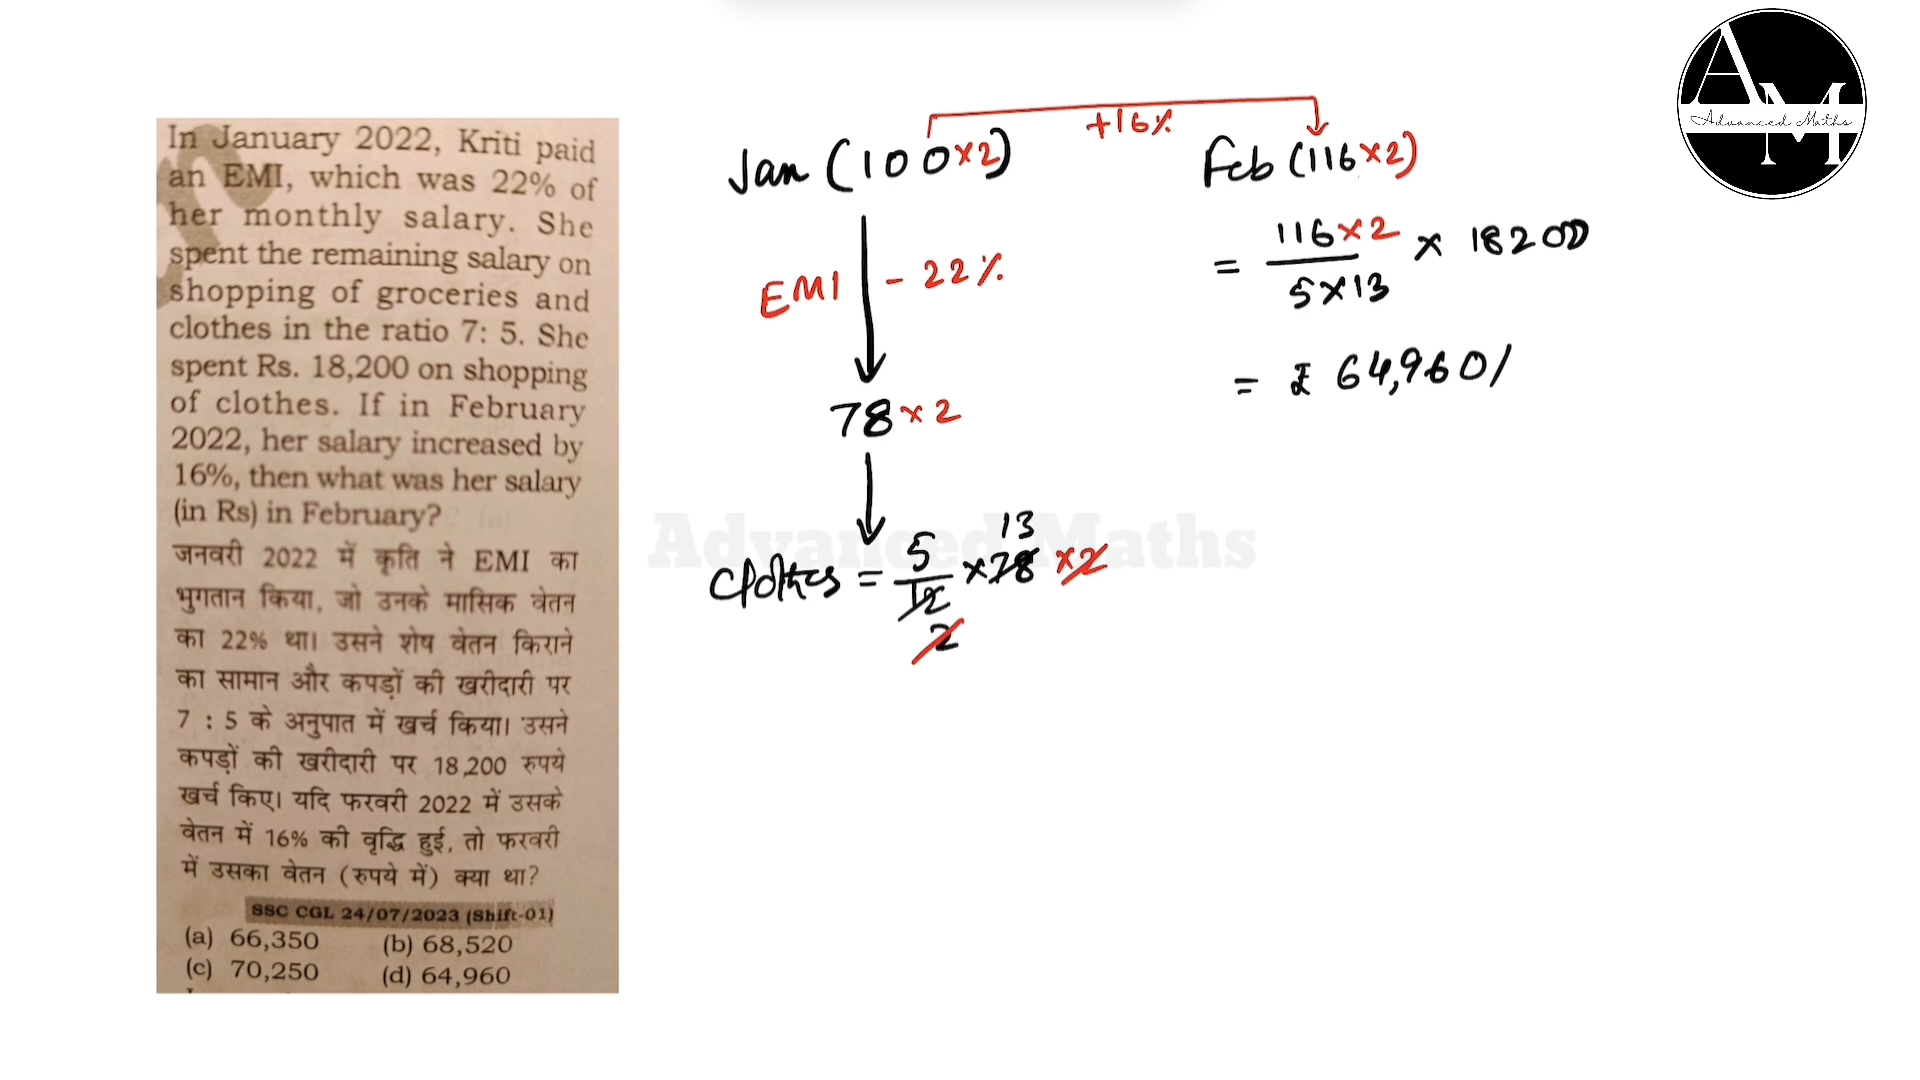 In January 2022, Kriti paid
an EMI, which was 22% of
her monthly salary. She
spent the remaining salary on
shopping of groceries and
clothes in the ratio 7: 5. She
spent Rs. 18,200 on shopping
of clothes. If in February
2022, her salary increased by
16%, then what was her salary
(in Rs) in February?
जनवरी 2022 में कृति ने EMI का
भुगतान किया, जो उनके मासिक वेतन
का 22% था। उसने शेष वेतन किराने
का सामान और कपड़ों की खरीदारी पर
7 : 5 के अनुपात में खर्च किया। उसने
कपड़ों की खरीदारी पर 18,200 रुपये
खर्च किए। यदि फरवरी 2022 में उसके
वेतन में 16% की वृद्धि हुई, तो फरवरी
में उसका वेतन (रुपये में) क्या था?
SSC CGL 24/07/2023 (Shift-01)
(a) 66,350 (b) 68,520
(c) 70,250 (d) 64,960
Jan (100×2)
+16%
Feb (116×2)
EMI - 22%
78×2
Clothes = 5/12 × 78 × 2
13
2
= 116×2 / 5×13 × 18200
= ₹ 64,960/
Advanced Maths
AM
Advanced Maths